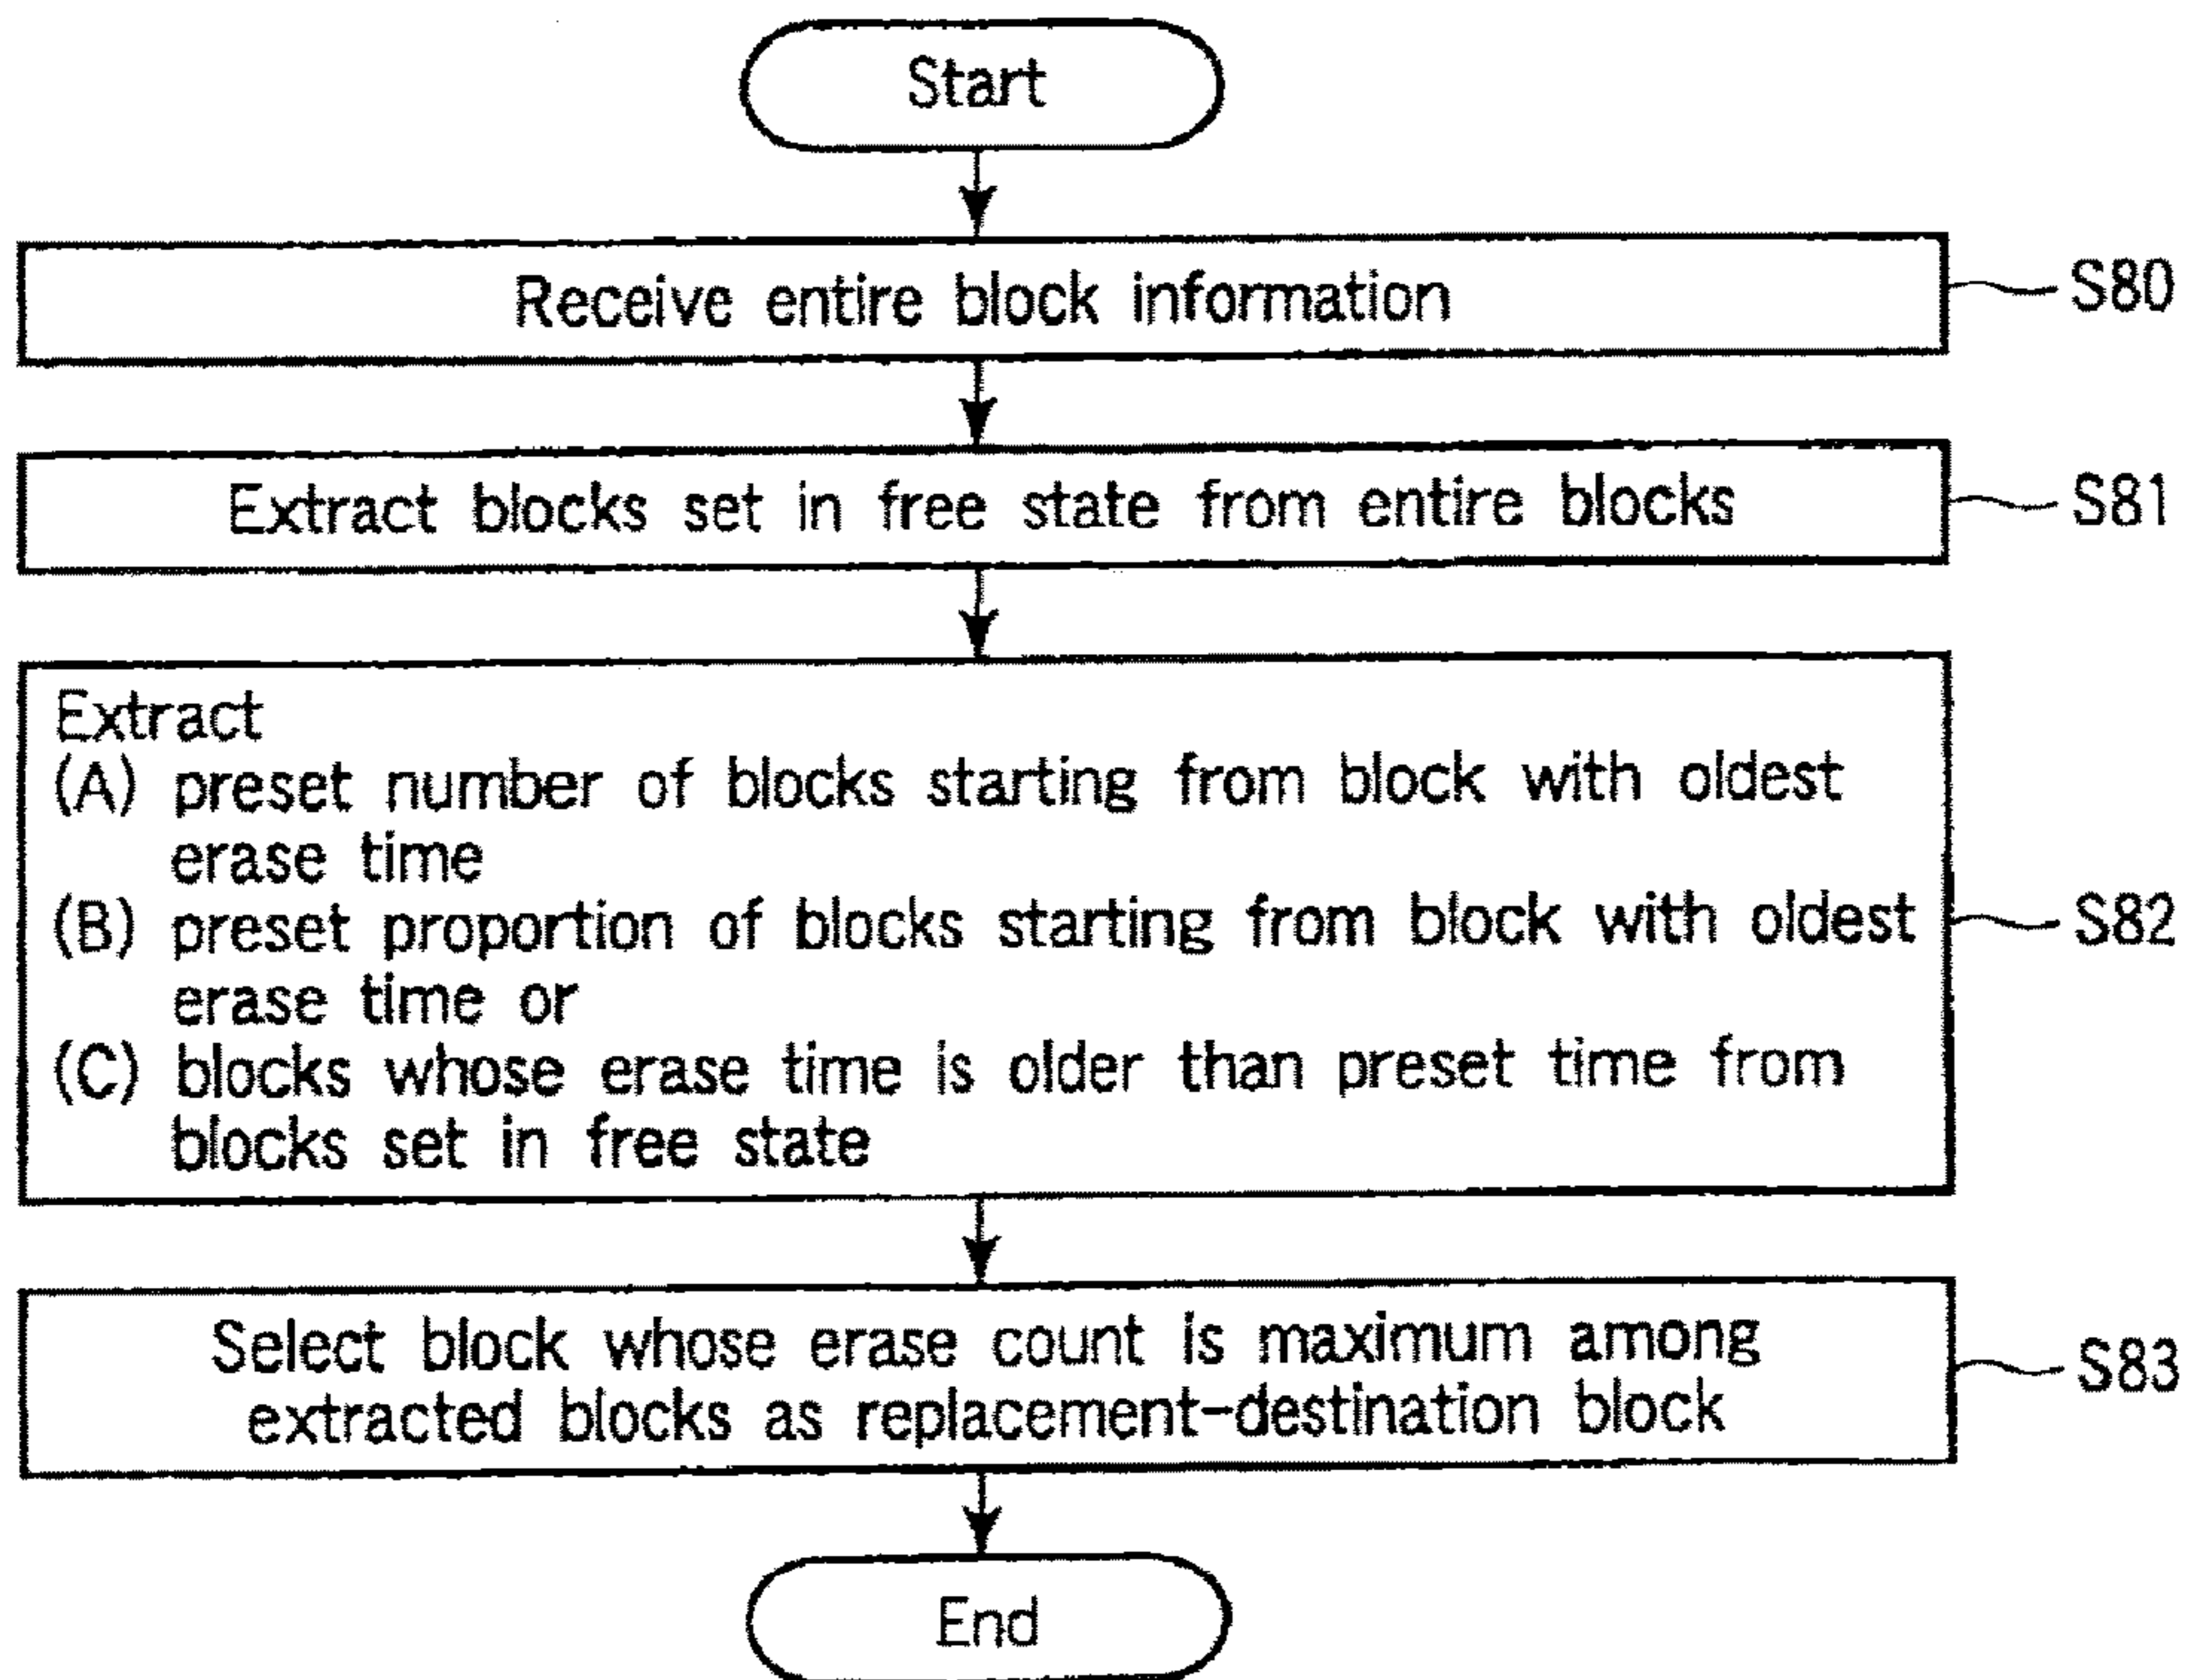 Start
Receive entire block information
S80
Extract blocks set in free state from entire blocks
S81
Extract
(A) preset number of blocks starting from block with oldest
erase time
(B) preset proportion of blocks starting from block with oldest
erase time or
(C) blocks whose erase time is older than preset time from
blocks set in free state
S82
Select block whose erase count is maximum among
extracted blocks as replacement-destination block
S83
End